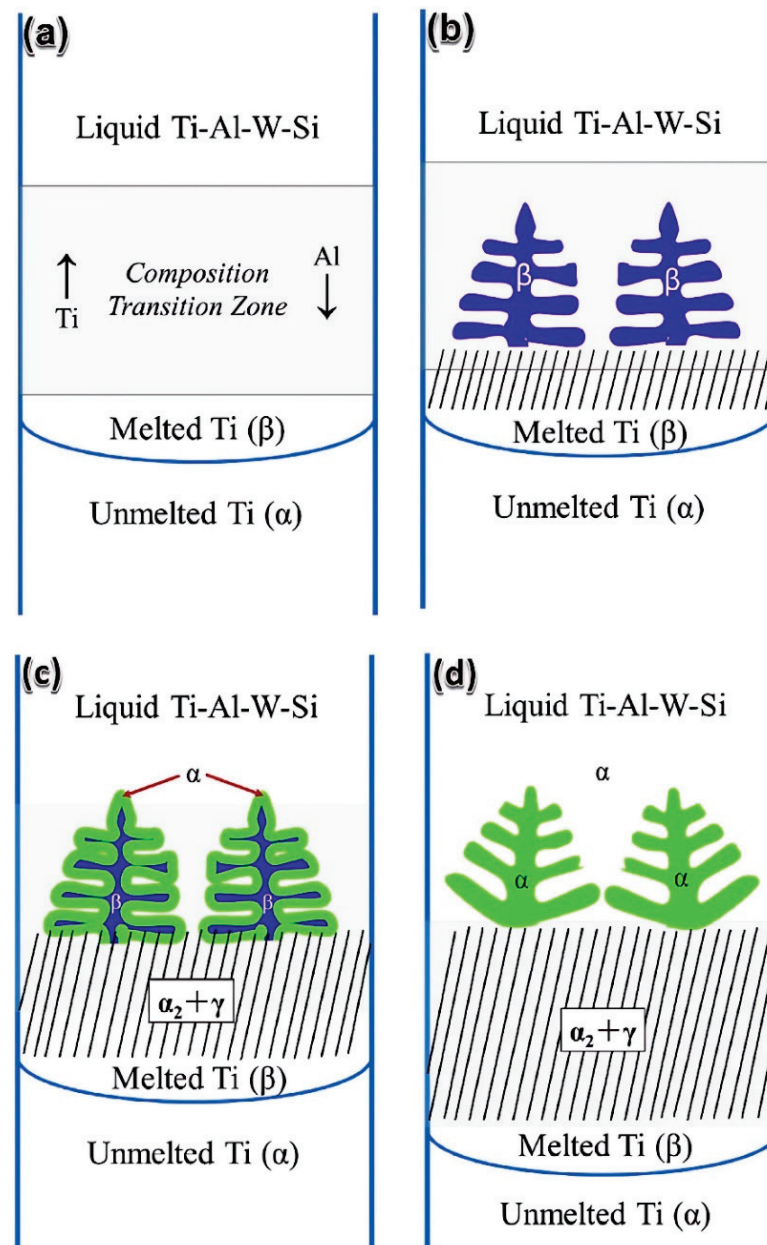 (a)
Liquid Ti-Al-W-Si
Ti
Composition
Transition Zone
Al
Melted Ti (β)
Unmelted Ti (α)
(b)
Liquid Ti-Al-W-Si
β
β
Melted Ti (β)
Unmelted Ti (α)
(c)
Liquid Ti-Al-W-Si
α
β
β
α₂+γ
Melted Ti (β)
Unmelted Ti (α)
(d)
Liquid Ti-Al-W-Si
α
α
α
α₂+γ
Melted Ti (β)
Unmelted Ti (α)